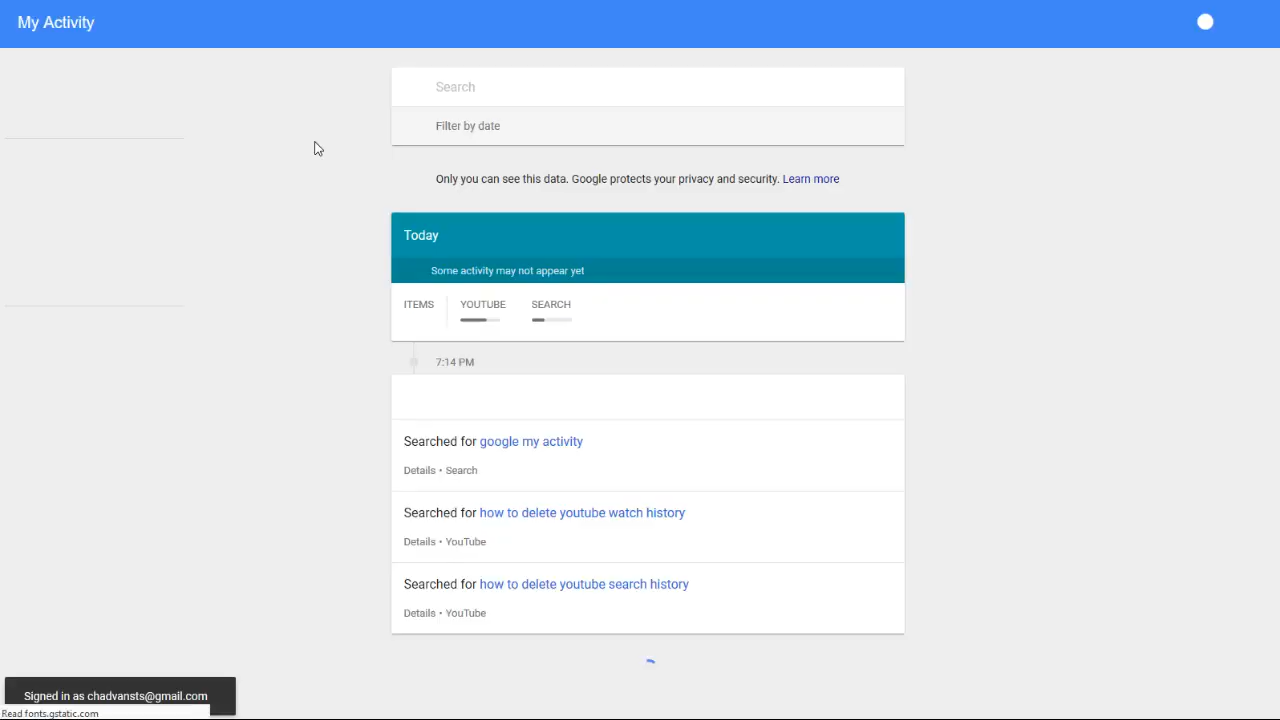 My Activity
Search
Filter by date
Only you can see this data. Google protects your privacy and security. Learn more
Today
Some activity may not appear yet
ITEMS YOUTUBE SEARCH
7:14 PM
Searched for google my activity
Details • Search
Searched for how to delete youtube watch history
Details • YouTube
Searched for how to delete youtube search history
Details • YouTube
Signed in as chadvansts@gmail.com
Read fonts.gstatic.com